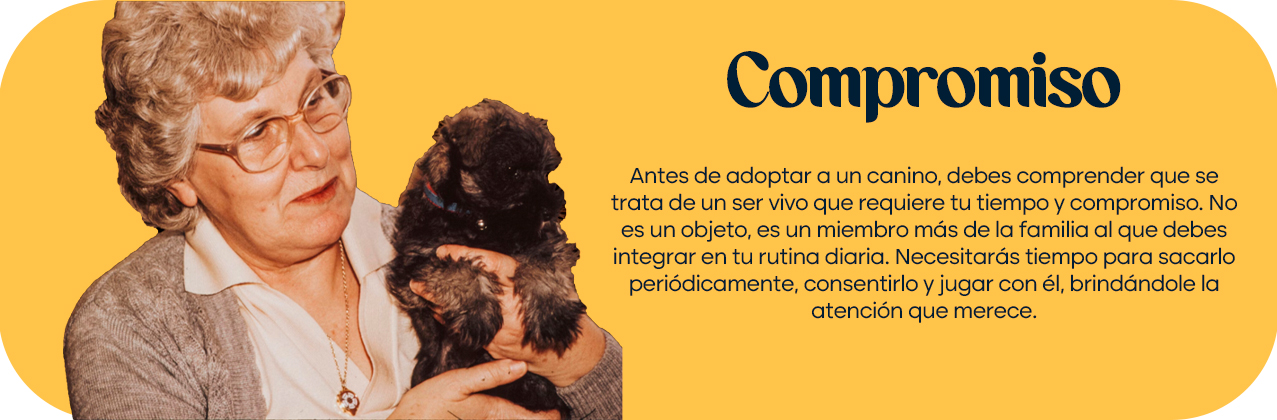 Compromiso
Antes de adoptar a un canino, debes comprender que se
trata de un ser vivo que requiere tu tiempo y compromiso. No
es un objeto, es un miembro más de la familia al que debes
integrar en tu rutina diaria. Necesitarás tiempo para sacarlo
periódicamente, consentirlo y jugar con él, brindándole la
atención que merece.